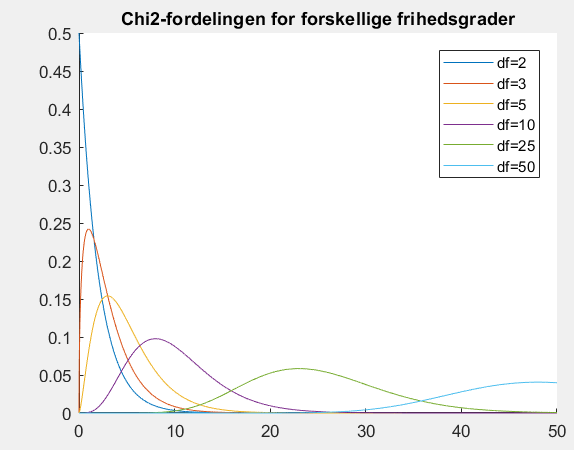 Chi2-fordelingen for forskellige frihedsgrader
0.5
0.45
0.4
0.35
0.3
0.25
0.2
0.15
0.1
0.05
0
df=2
df=3
df=5
df=10
df=25
df=50
0 10 20 30 40 50